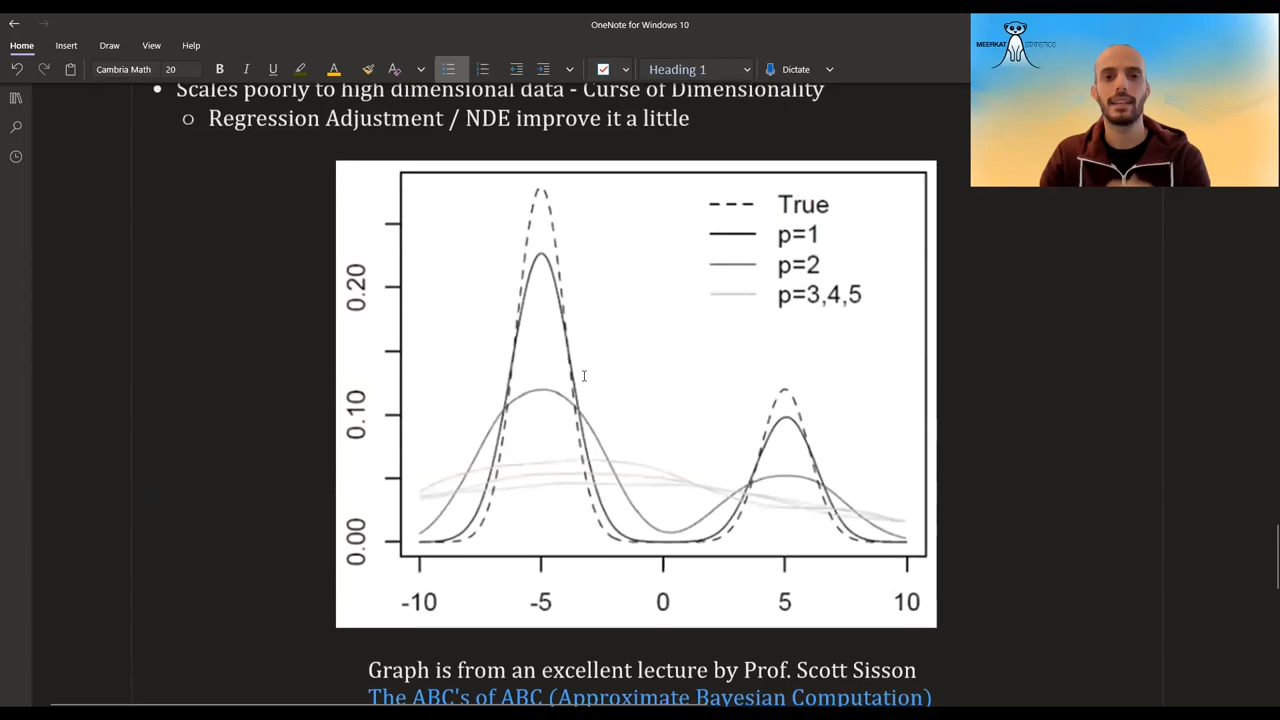 OneNote for Windows 10
MEERKAT STATISTICS
Home Insert Draw View Help
Cambria Math 20 B I U A A Heading 1 Dictate
• Scales poorly to high dimensional data - Curse of Dimensionality
○ Regression Adjustment / NDE improve it a little
True
p=1
p=2
p=3,4,5
0.20
0.10
0.00
-10 -5 0 5 10
Graph is from an excellent lecture by Prof. Scott Sisson
The ABC's of ABC (Approximate Bayesian Computation)